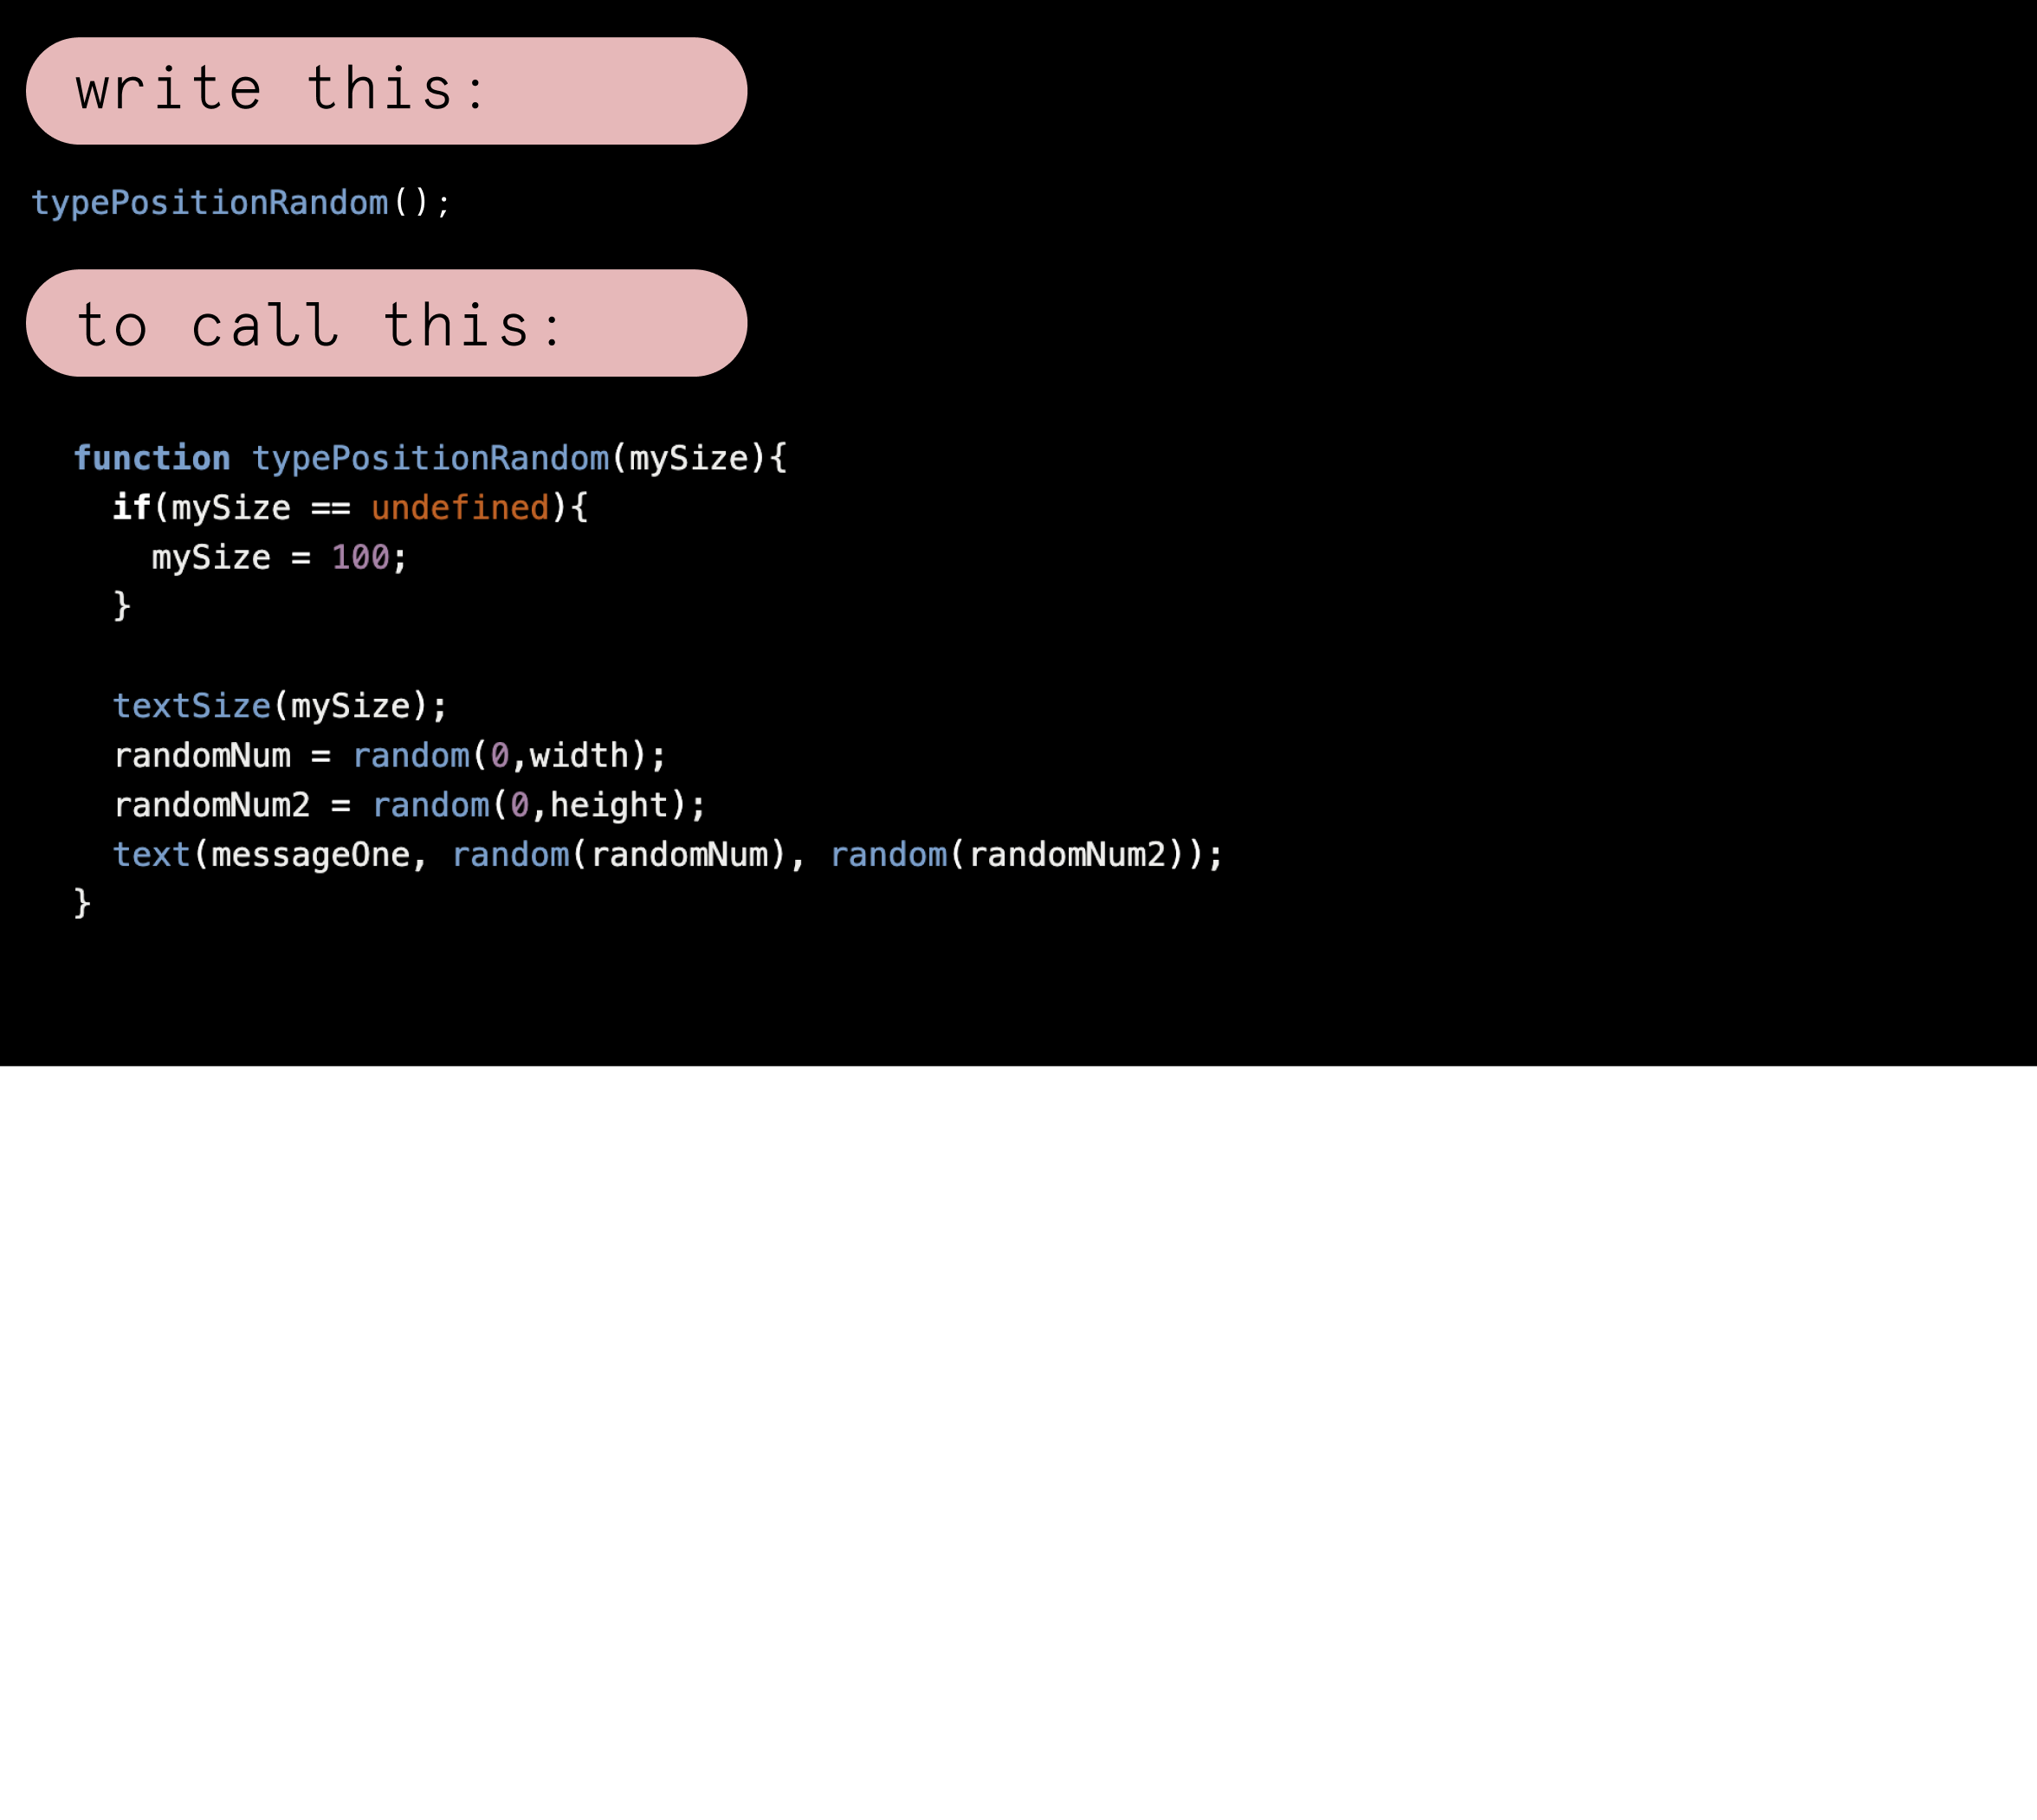 write this:
typePositionRandom();
to call this:
function typePositionRandom(mySize){
  if(mySize == undefined){
    mySize = 100;
  }
  textSize(mySize);
  randomNum = random(0,width);
  randomNum2 = random(0,height);
  text(messageOne, random(randomNum), random(randomNum2));
}